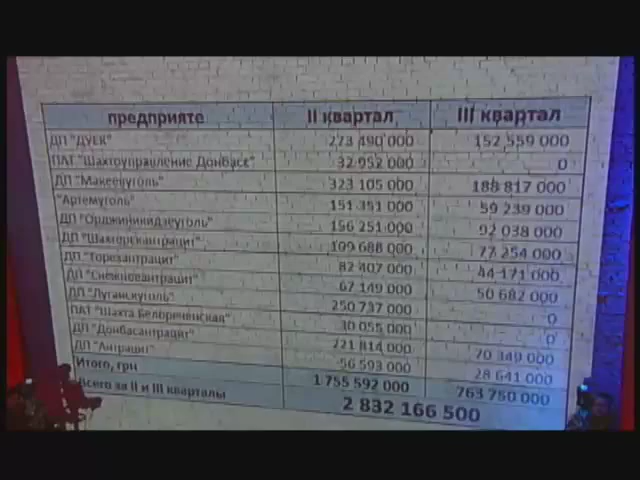 предприяте II квартал III квартал
ДП "ДУЕК" 273 490 000 152 559 000
ПАТ "Шахтоуправление Донбасс" 32 952 000 0
ДП "Макеевуголь" 323 105 000 188 817 000
"Артемуголь" 151 351 000 59 239 000
ДП "Орджиникидзеуголь" 156 251 000 92 038 000
ДП "Шахтерскантрацит" 109 688 000 77 254 000
ДП "Торезантрацит" 82 407 000 44 171 000
ДП "Снежноеантрацит" 67 149 000 50 682 000
ДП "Луганскуголь" 250 737 000 0
ПАТ "Шахта Белореченская" 30 055 000 0
ДП "Донбасантрацит" 221 814 000 70 349 000
ДП "Антрацит" 56 593 000 28 641 000
Итого, грн 1 755 592 000 763 750 000
Всего за II и III кварталы 2 832 166 500